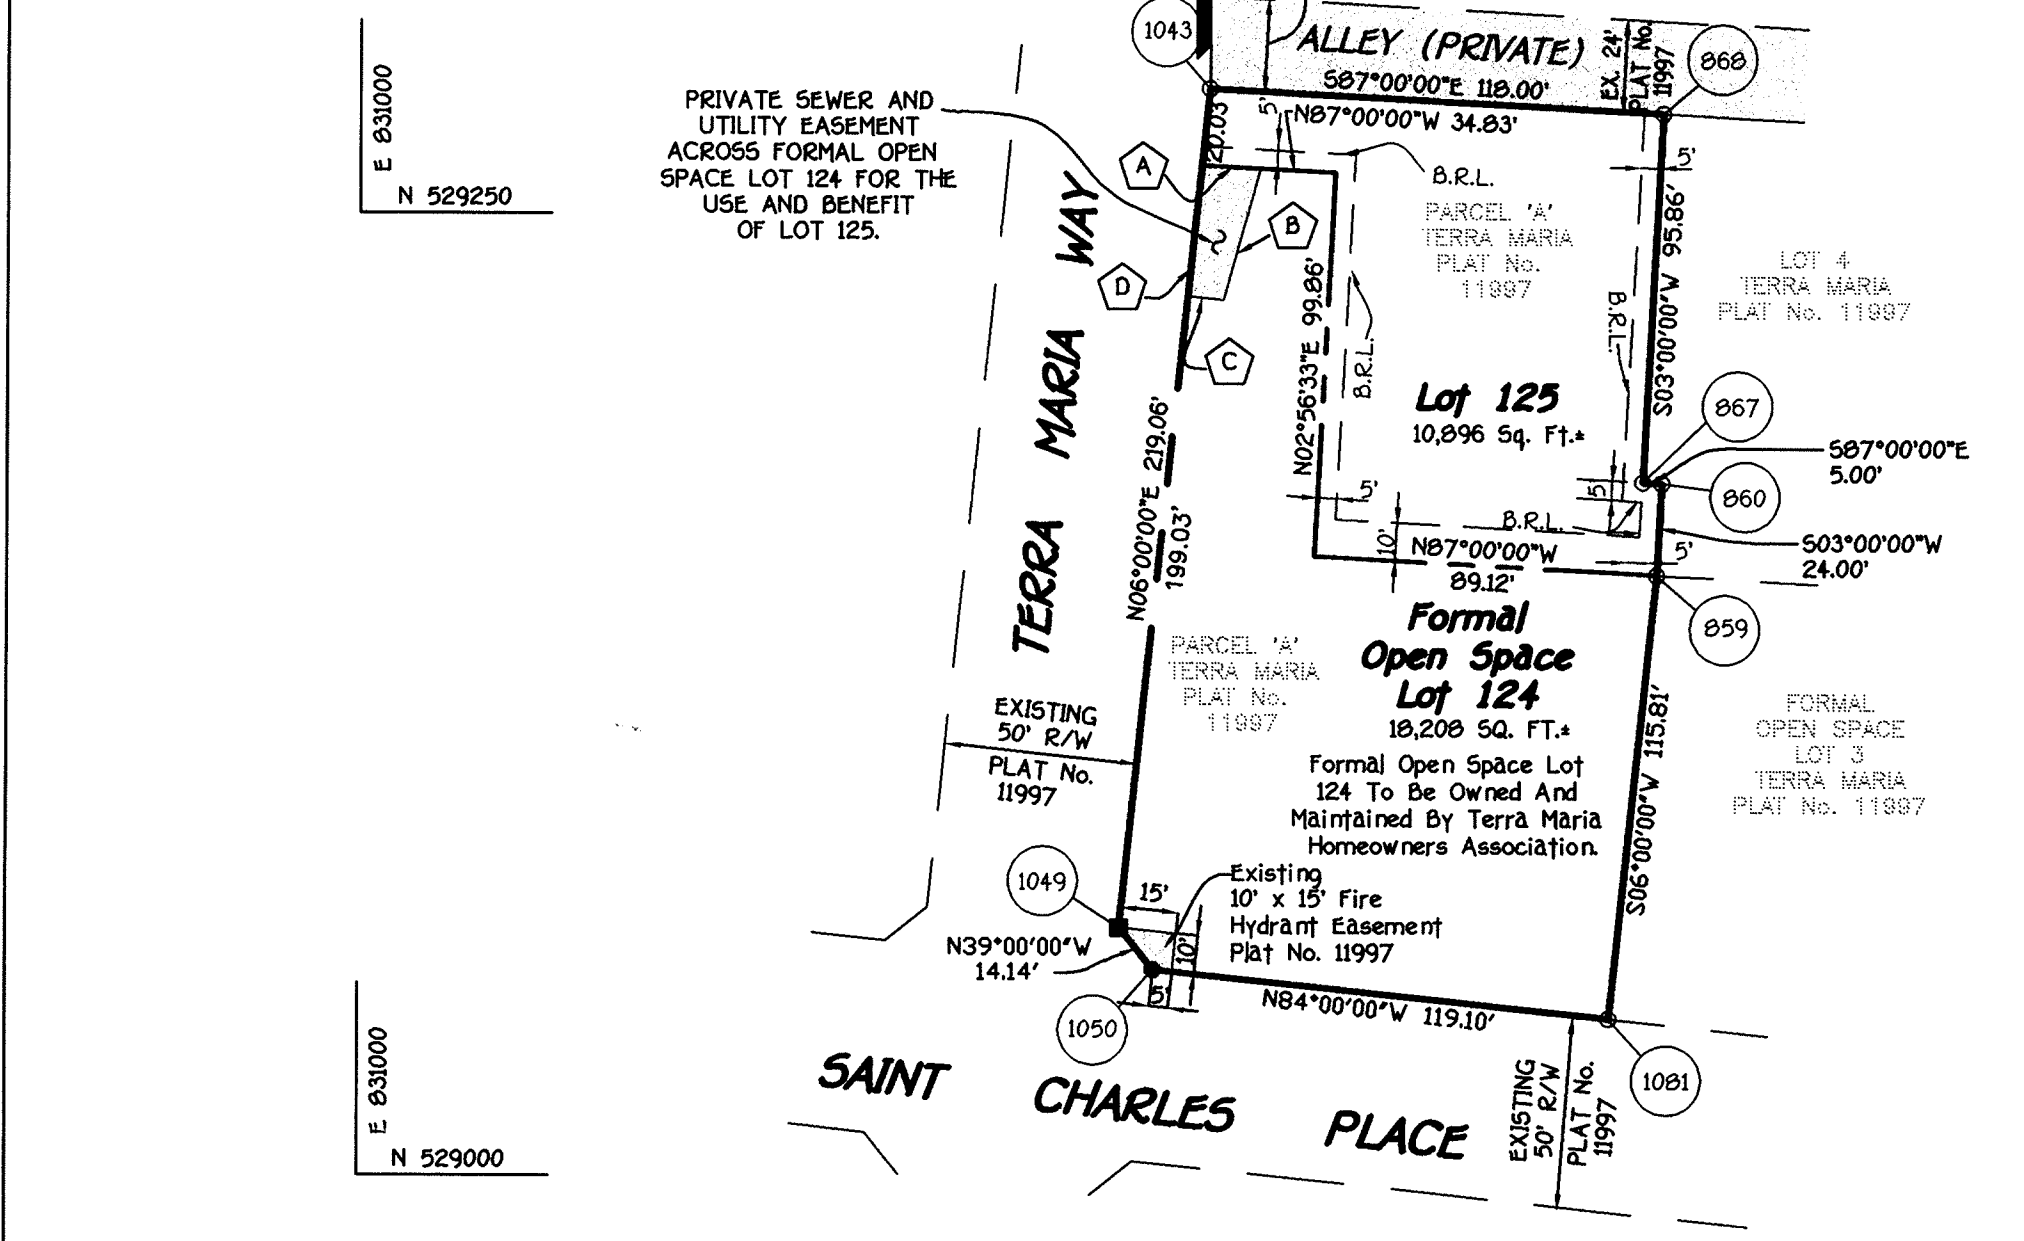 1043
ALLEY (PRIVATE)
S87°00'00"E 118.00'
EX. 24'
PLAT No.
11997
868
E 831000
N 529250
PRIVATE SEWER AND
UTILITY EASEMENT
ACROSS FORMAL OPEN
SPACE LOT 124 FOR THE
USE AND BENEFIT
OF LOT 125.
20.03'
5'
N87°00'00"W 34.83'
A
B
C
D
B.R.L.
5'
PARCEL 'A'
TERRA MARIA
PLAT No.
11997
S03°00'00"W 95.86'
LOT 4
TERRA MARIA
PLAT No. 11997
N02°56'33"E 99.86'
B.R.L.
B.R.L.
Lot 125
10,896 Sq. Ft.±
867
S87°00'00"E
5.00'
860
5'
5'
B.R.L.
10'
N87°00'00"W
89.12'
5'
S03°00'00"W
24.00'
859
TERRA MARIA WAY
N06°00'00"E 219.06'
199.03'
Formal
Open Space
Lot 124
18,208 SQ. FT.±
Formal Open Space Lot
124 To Be Owned And
Maintained By Terra Maria
Homeowners Association.
PARCEL 'A'
TERRA MARIA
PLAT No.
11997
S06°00'00"W 115.81'
FORMAL
OPEN SPACE
LOT 3
TERRA MARIA
PLAT No. 11997
EXISTING
50' R/W
PLAT No.
11997
1049
15'
Existing
10' x 15' Fire
Hydrant Easement
Plat No. 11997
10'
5'
N39°00'00"W
14.14'
1050
N84°00'00"W 119.10'
1081
EXISTING
50' R/W
PLAT No.
11997
SAINT CHARLES PLACE
E 831000
N 529000